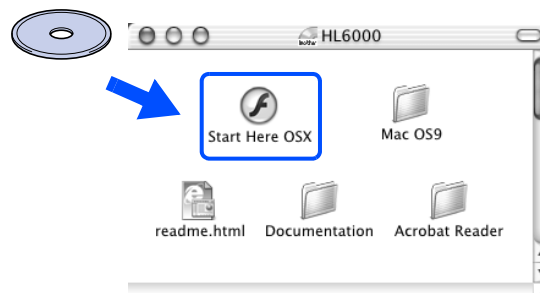 HL6000
Start Here OSX
Mac OS9
readme.html
Documentation
Acrobat Reader